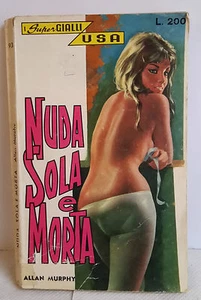 I Super GIALLI
USA
L. 200
NUDA
SOLA
e
MORTA
ALLAN MURPHY